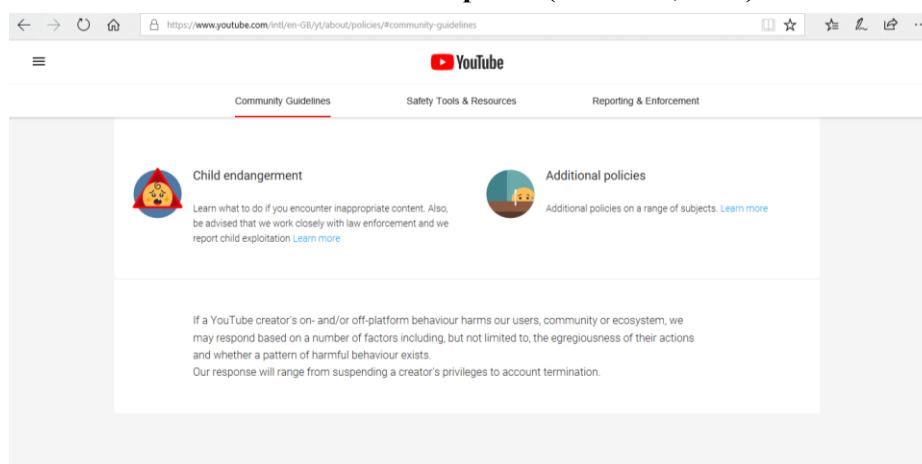 https://www.youtube.com/intl/en-GB/yt/about/policies/#community-guidelines
YouTube
Community Guidelines Safety Tools & Resources Reporting & Enforcement
Child endangerment
Learn what to do if you encounter inappropriate content. Also,
be advised that we work closely with law enforcement and we
report child exploitation Learn more
Additional policies
Additional policies on a range of subjects. Learn more
If a YouTube creator's on- and/or off-platform behaviour harms our users, community or ecosystem, we
may respond based on a number of factors including, but not limited to, the egregiousness of their actions
and whether a pattern of harmful behaviour exists.
Our response will range from suspending a creator's privileges to account termination.